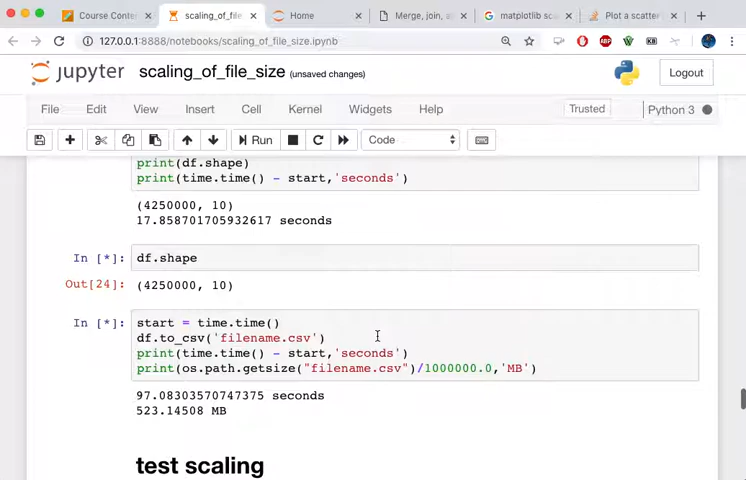 Course Conten
scaling_of_file
Home
Merge, join, a
matplotlib sc
Plot a scatter
127.0.0.1:8888/notebooks/scaling_of_file_size.ipynb
jupyter scaling_of_file_size (unsaved changes) Logout
File Edit View Insert Cell Kernel Widgets Help Trusted Python 3
Run Code
print(df.shape)
print(time.time() - start,'seconds')
(4250000, 10)
17.858701705932617 seconds
In [*]: df.shape
Out[24]: (4250000, 10)
In [*]: start = time.time()
df.to_csv('filename.csv')
print(time.time() - start,'seconds')
print(os.path.getsize("filename.csv")/1000000.0,'MB')
97.08303570747375 seconds
523.14508 MB
test scaling